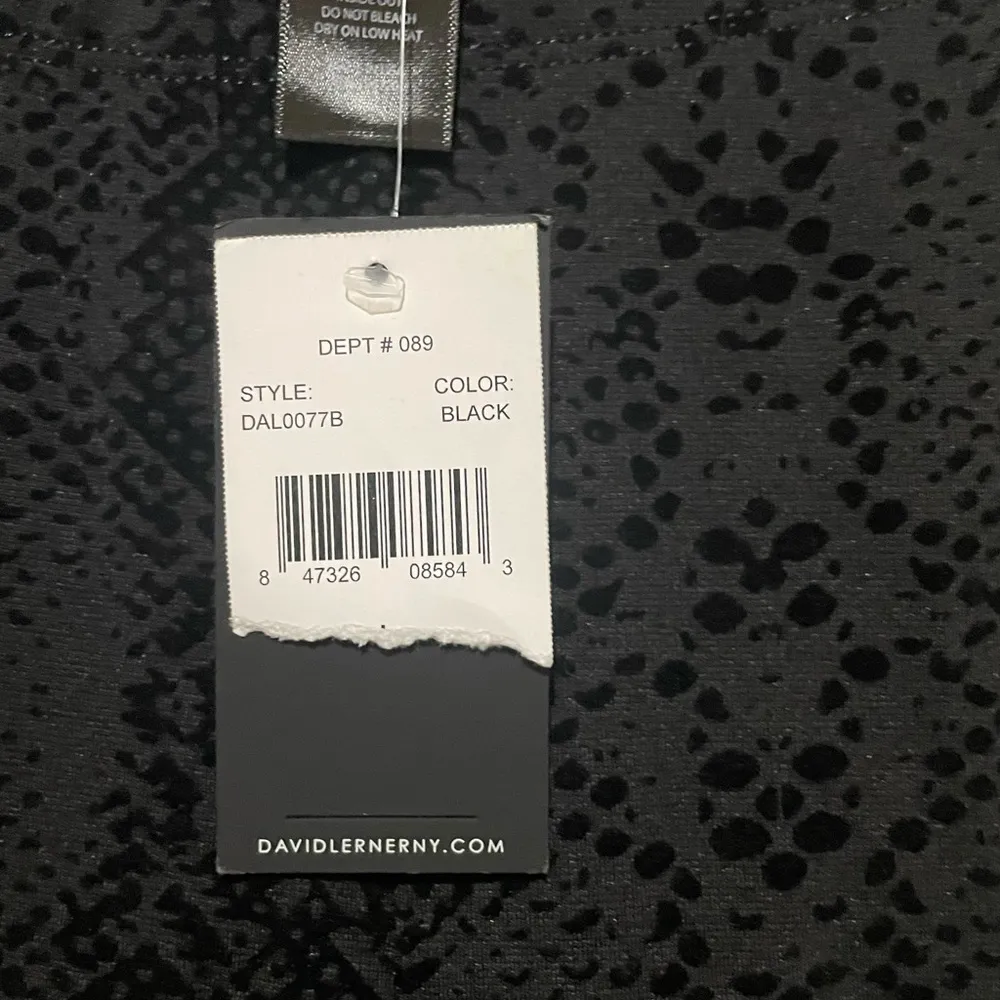 DO NOT BLEACH
DRY ON LOW HEAT
DEPT # 089
STYLE: COLOR:
DAL0077B BLACK
8 47326 08584 3
DAVIDLERNERNY.COM